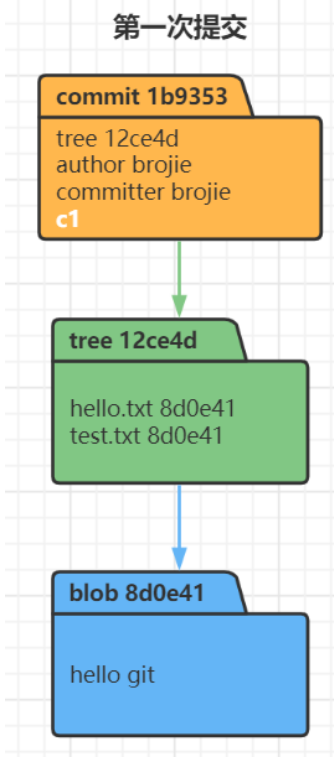 第一次提交
commit 1b9353
tree 12ce4d
author brojie
committer brojie
c1
tree 12ce4d
hello.txt 8d0e41
test.txt 8d0e41
blob 8d0e41
hello git